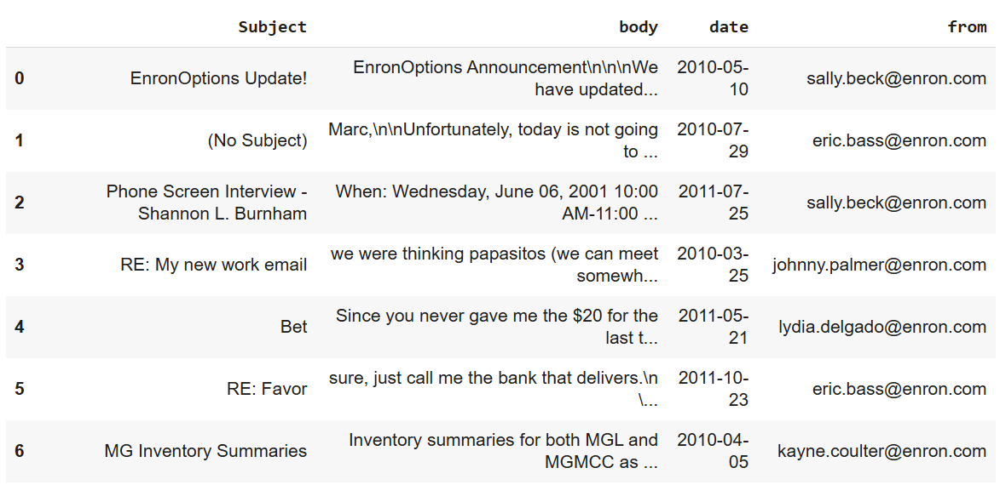 Subject body date from
0 EnronOptions Update! EnronOptions Announcement\n\n\nWe have updated... 2010-05-10 sally.beck@enron.com
1 (No Subject) Marc,\n\nUnfortunately, today is not going to ... 2010-07-29 eric.bass@enron.com
2 Phone Screen Interview - Shannon L. Burnham When: Wednesday, June 06, 2001 10:00 AM-11:00 ... 2011-07-25 sally.beck@enron.com
3 RE: My new work email we were thinking papasitos (we can meet somewh... 2010-03-25 johnny.palmer@enron.com
4 Bet Since you never gave me the $20 for the last t... 2011-05-21 lydia.delgado@enron.com
5 RE: Favor sure, just call me the bank that delivers.\n \... 2011-10-23 eric.bass@enron.com
6 MG Inventory Summaries Inventory summaries for both MGL and MGMCC as ... 2010-04-05 kayne.coulter@enron.com